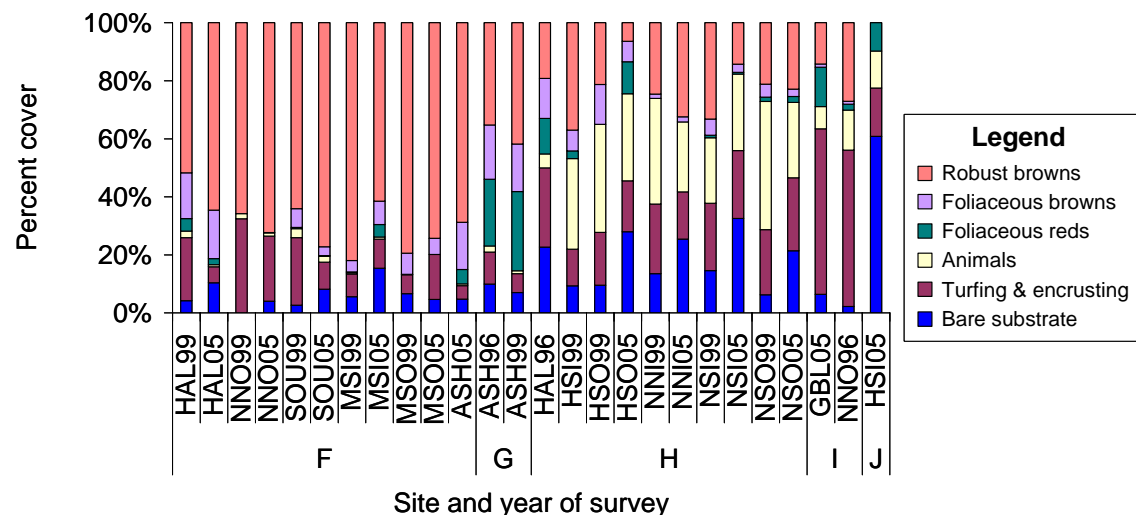 100%
80%
60%
40%
20%
0%
Percent cover
HAL99
HAL05
NNO99
NNO05
SOU99
SOU05
MSI99
MSI05
MSO99
MSO05
ASH05
ASH96
ASH99
HAL96
HSI99
HSO99
HSO05
NNI99
NNI05
NSI99
NSI05
NSO99
NSO05
GBL05
NNO96
HSI05
F G H I J
Site and year of survey
Legend
Robust browns
Foliaceous browns
Foliaceous reds
Animals
Turfing & encrusting
Bare substrate